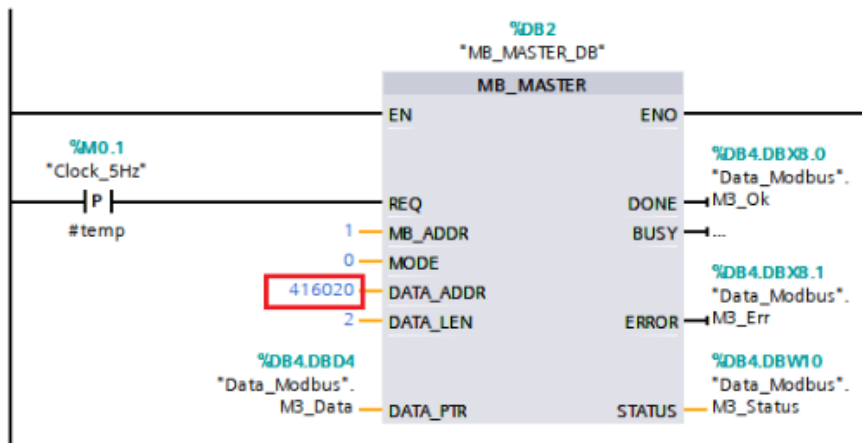 %DB2
"MB_MASTER_DB"
MB_MASTER
EN
ENO
%M0.1
"Clock_5Hz"
P
#temp
REQ
%DB4.DBX8.0
"Data_Modbus".
M3_Ok
DONE
1
MB_ADDR
BUSY
...
0
MODE
416020
DATA_ADDR
%DB4.DBX8.1
"Data_Modbus".
M3_Err
2
DATA_LEN
ERROR
%DB4.DBD4
"Data_Modbus".
M3_Data
DATA_PTR
%DB4.DBW10
"Data_Modbus".
M3_Status
STATUS